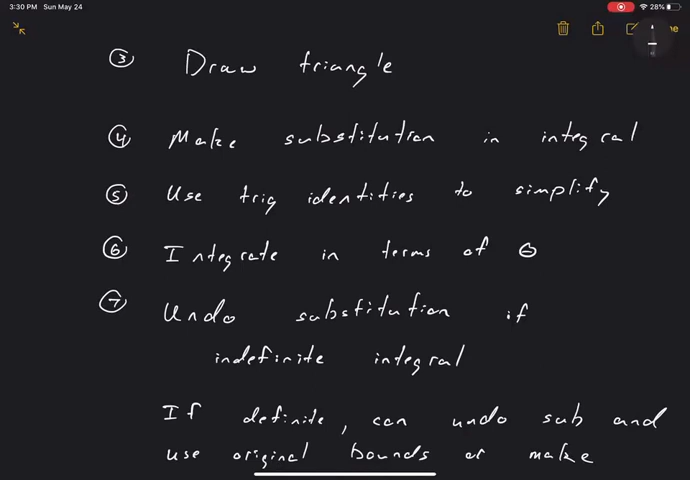 3:30 PM Sun May 24
28%
③ Draw triangle
④ Make substitution in integral
⑤ Use trig identities to simplify
⑥ Integrate in terms of θ
⑦ Undo substitution if
indefinite integral
If definite, can undo sub and
use original bounds or make